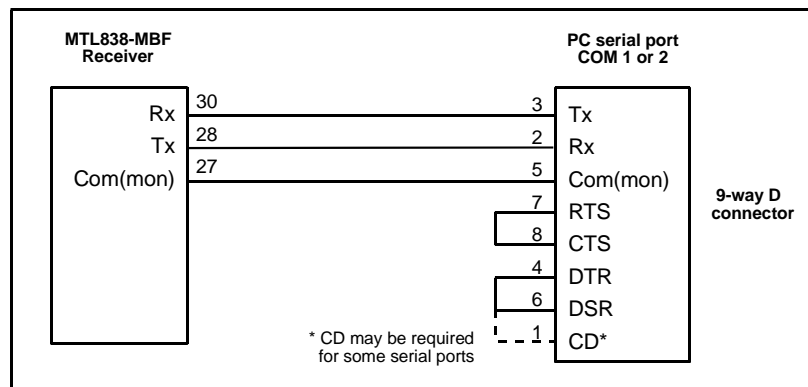 MTL838-MBF
Receiver
PC serial port
COM 1 or 2
Rx 30
Tx 28
Com(mon) 27
3 Tx
2 Rx
5 Com(mon)
7 RTS
8 CTS
4 DTR
6 DSR
1 CD*
9-way D
connector
* CD may be required
for some serial ports